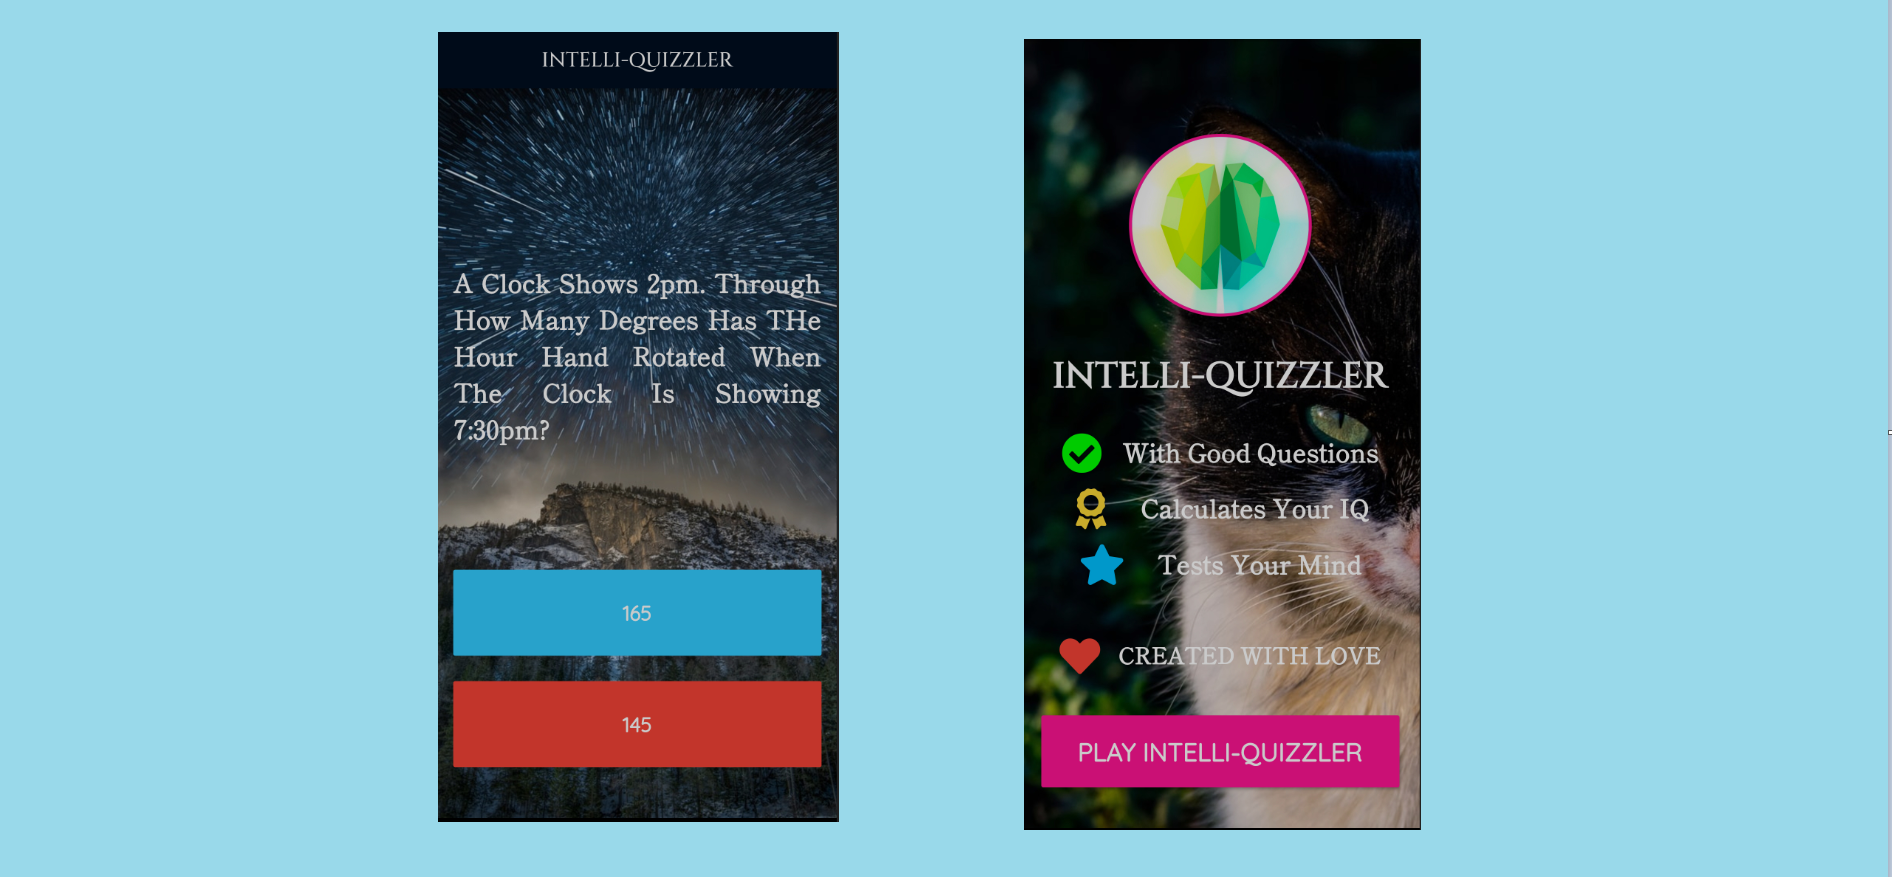 INTELLI-QUIZZLER
A Clock Shows 2pm. Through
How Many Degrees Has THe
Hour Hand Rotated When
The Clock Is Showing
7:30pm?
165
145
INTELLI-QUIZZLER
With Good Questions
Calculates Your IQ
Tests Your Mind
CREATED WITH LOVE
PLAY INTELLI-QUIZZLER